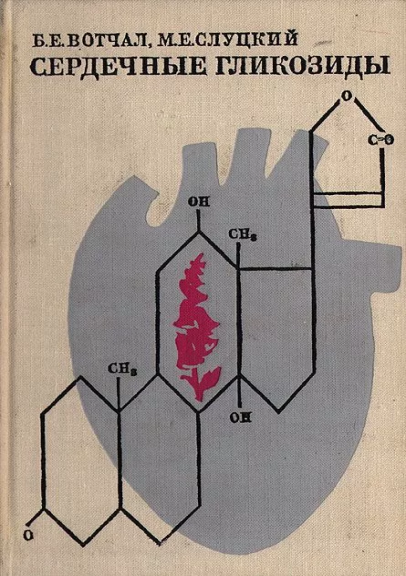 Б.Е.ВОТЧАЛ, М.Е.СЛУЦКИЙ
СЕРДЕЧНЫЕ ГЛИКОЗИДЫ
O
C=O
OH
CH₃
CH₃
OH
O